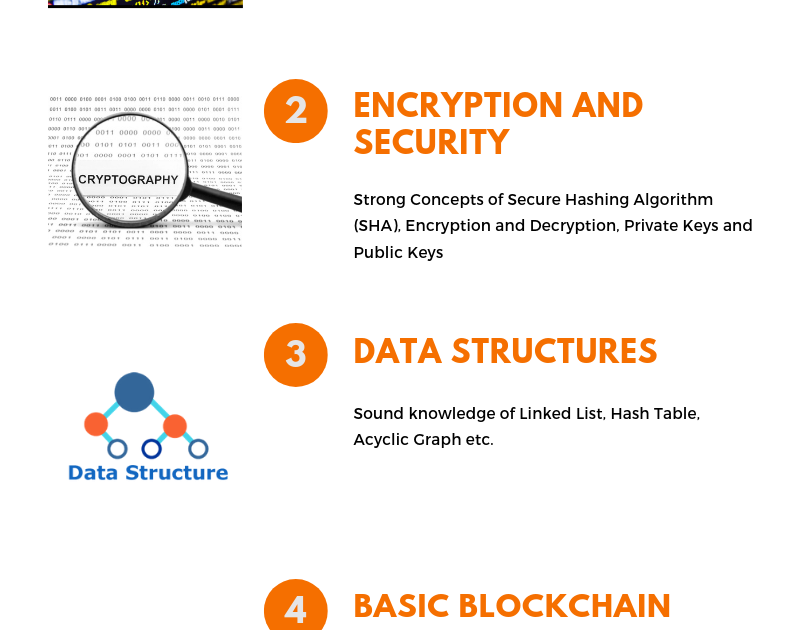 2
ENCRYPTION AND
SECURITY
CRYPTOGRAPHY
Strong Concepts of Secure Hashing Algorithm
(SHA), Encryption and Decryption, Private Keys and
Public Keys
3
DATA STRUCTURES
Sound knowledge of Linked List, Hash Table,
Acyclic Graph etc.
Data Structure
4
BASIC BLOCKCHAIN